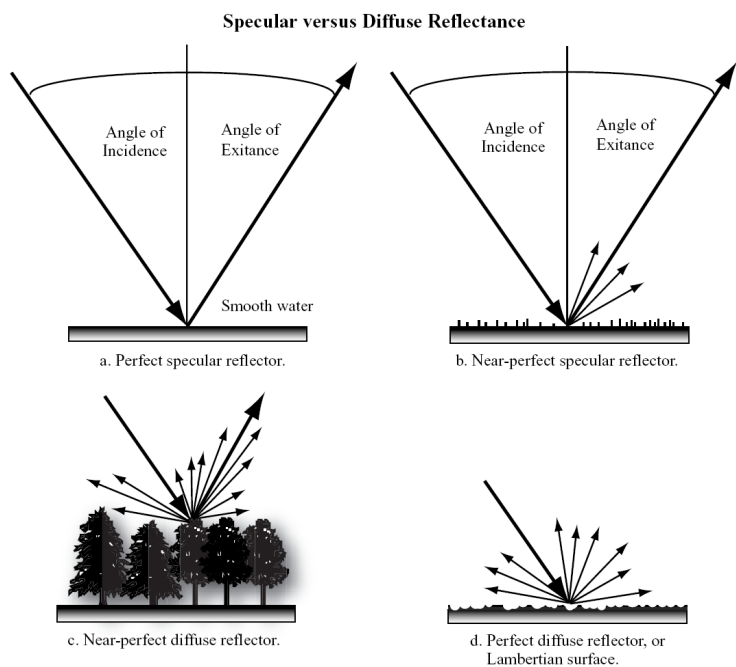 Specular versus Diffuse Reflectance
Angle of
Incidence
Angle of
Exitance
Smooth water
a. Perfect specular reflector.
Angle of
Incidence
Angle of
Exitance
b. Near-perfect specular reflector.
c. Near-perfect diffuse reflector.
d. Perfect diffuse reflector, or
Lambertian surface.